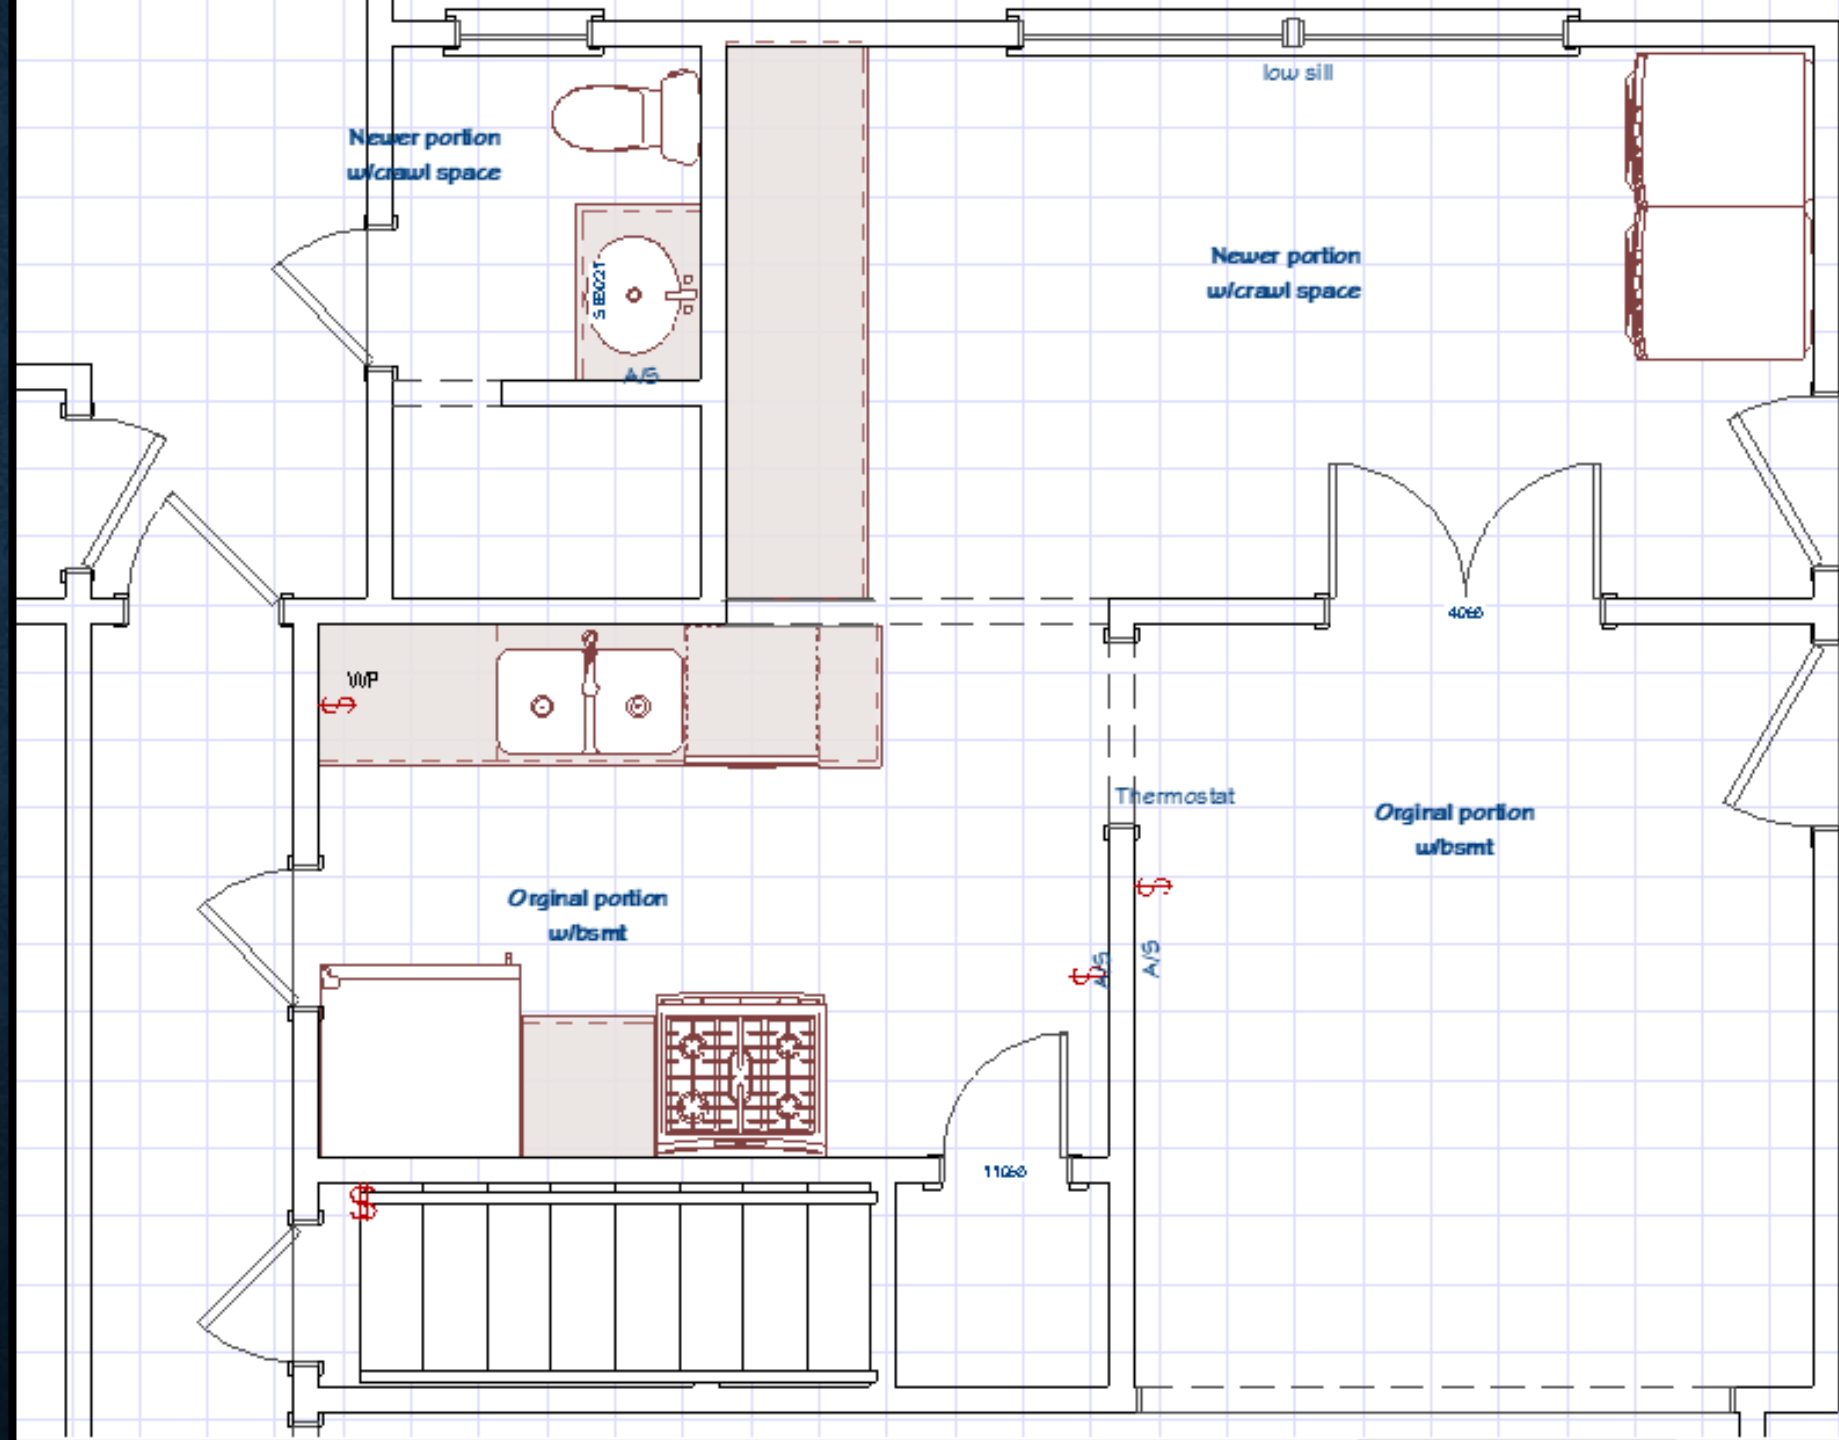 low sill
Newer portion
w/crawl space
Newer portion
w/crawl space
A/S
4068
WP
Thermostat
Orginal portion
w/bsmt
Orginal portion
w/bsmt
A/S
A/S
11068